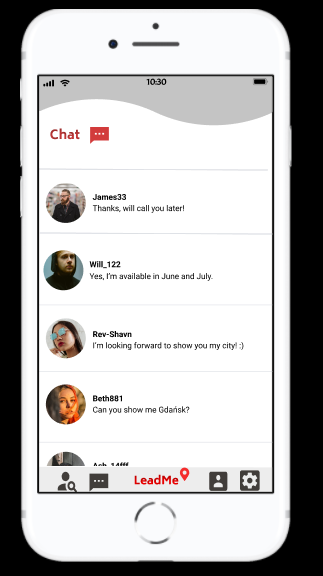 10:30
Chat
James33
Thanks, will call you later!
Will_122
Yes, I'm available in June and July.
Rev-Shavn
I'm looking forward to show you my city! :)
Beth881
Can you show me Gdańsk?
Ash_14fff
LeadMe